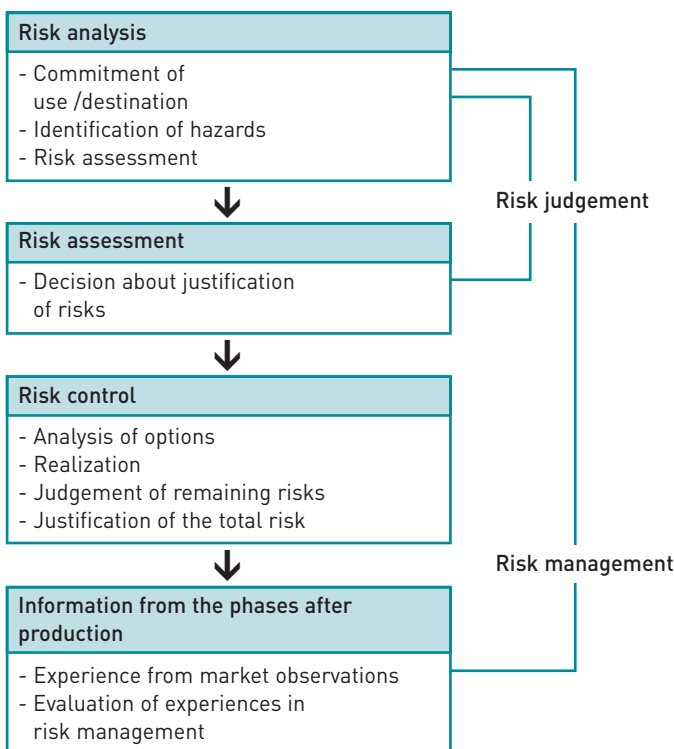 Risk analysis
- Commitment of
use /destination
- Identification of hazards
- Risk assessment
Risk judgement
Risk assessment
- Decision about justification
of risks
Risk control
- Analysis of options
- Realization
- Judgement of remaining risks
- Justification of the total risk
Risk management
Information from the phases after
production
- Experience from market observations
- Evaluation of experiences in
risk management